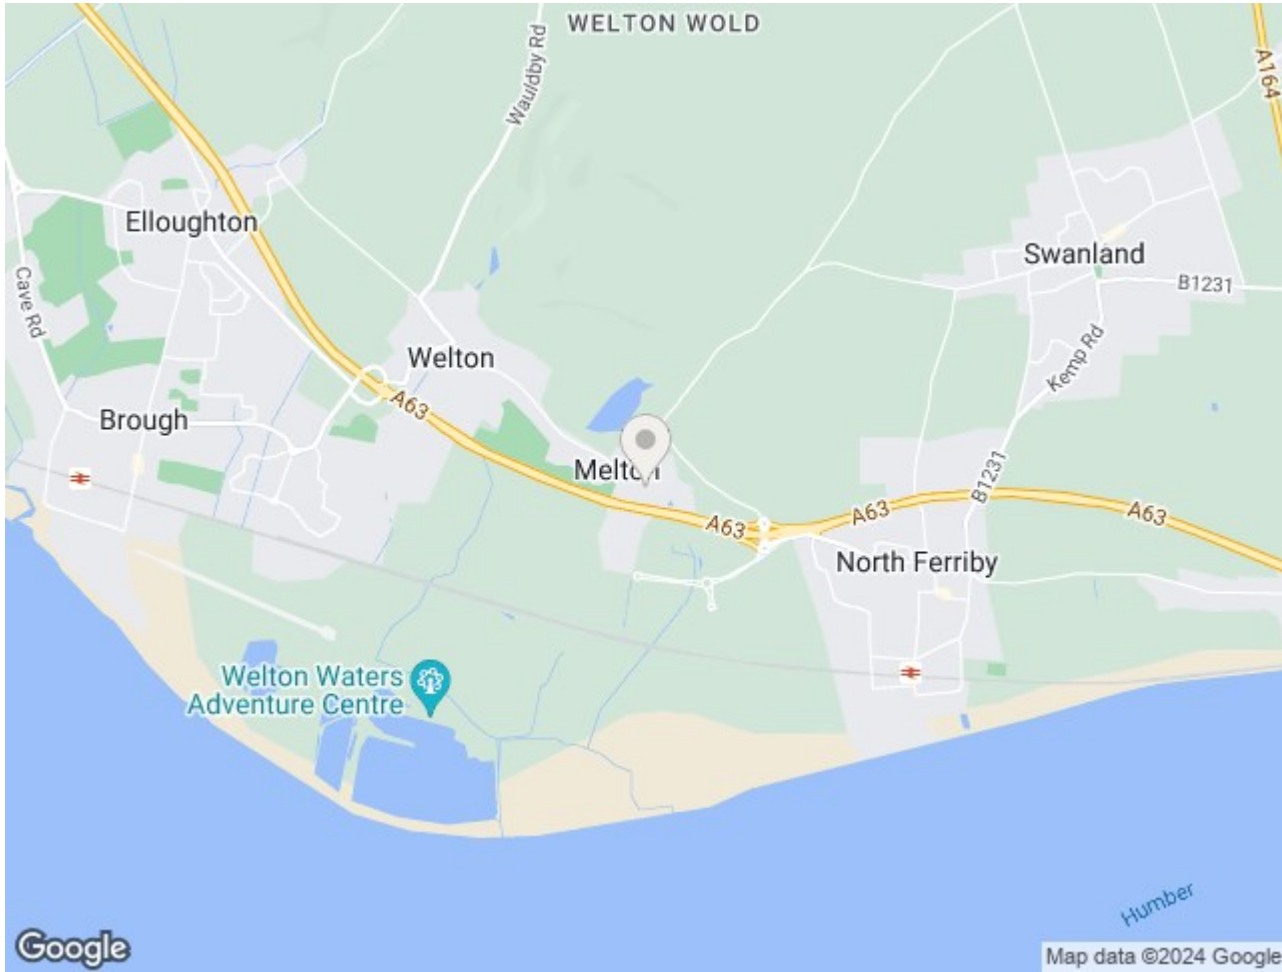 WELTON WOLD
Wauldby Rd
A164
Elloughton
Swanland
Cave Rd
B1231
Welton
Kemp Rd
A63
Brough
Melton
B1231
A63
A63
A63
North Ferriby
Welton Waters
Adventure Centre
Humber
Google
Map data ©2024 Google